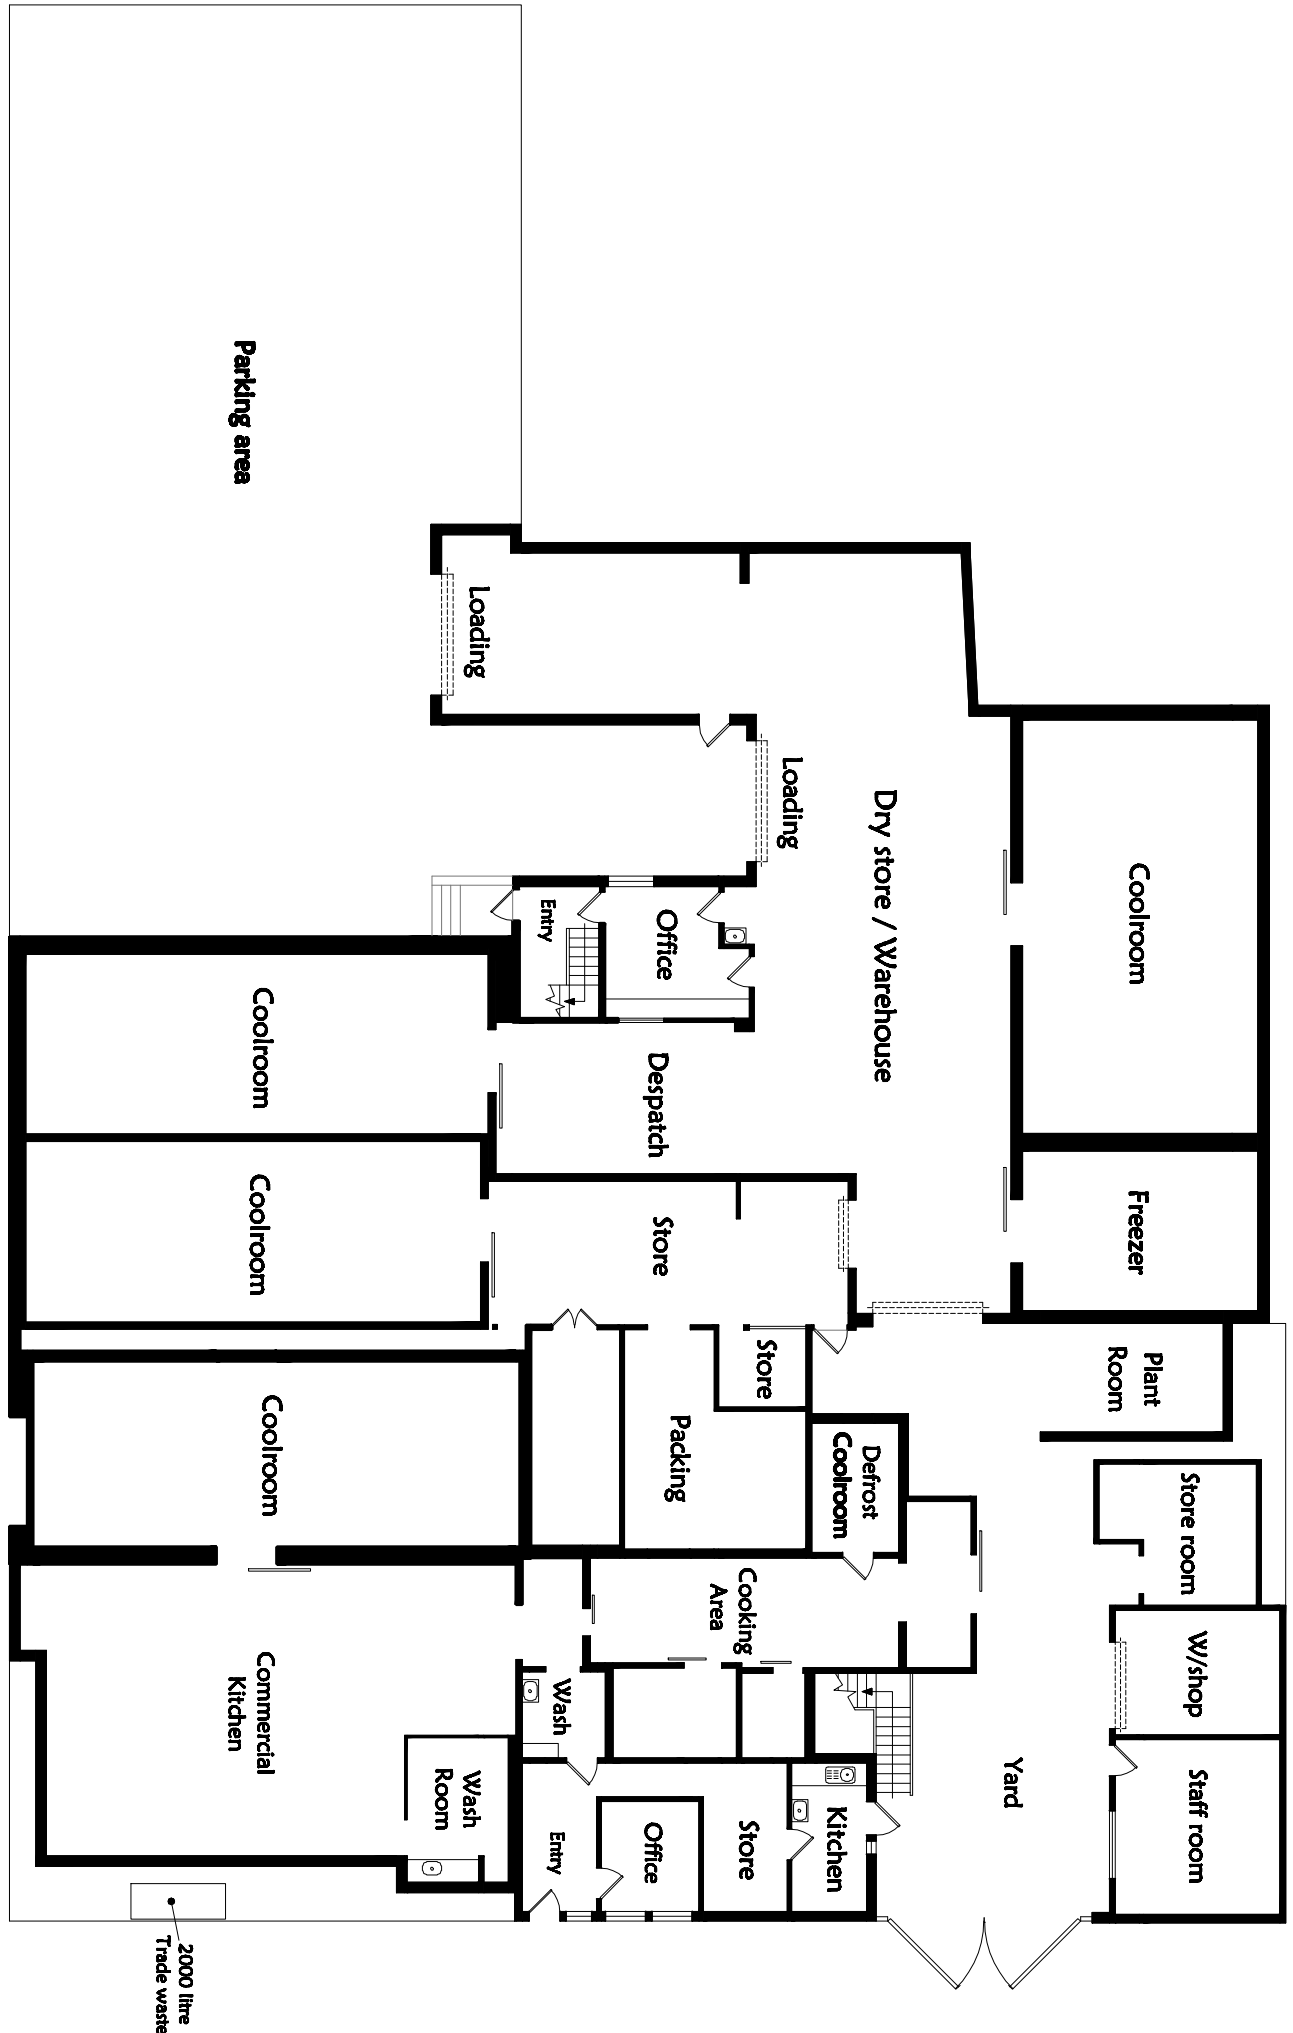 Parking area
Loading
Loading
Dry store / Warehouse
Coolroom
Entry
Office
Coolroom
Despatch
Coolroom
Store
Freezer
Store
Plant
Room
Coolroom
Packing
Defrost
Coolroom
Store room
Cooking
Area
Commercial
Kitchen
Wash
W/shop
Wash
Room
Entry
Office
Store
Kitchen
Yard
Staff room
2000 litre
Trade waste